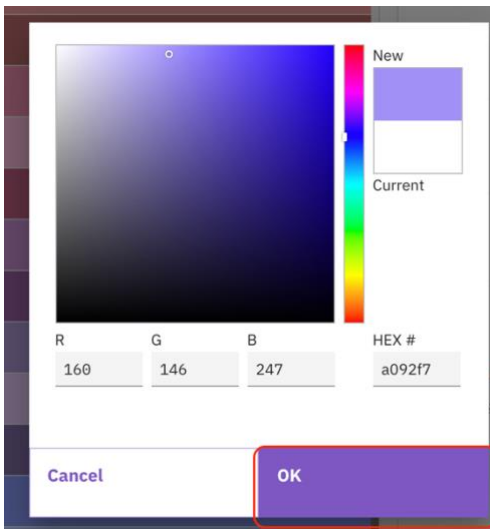 New
Current
R G B HEX #
160 146 247 a092f7
Cancel OK